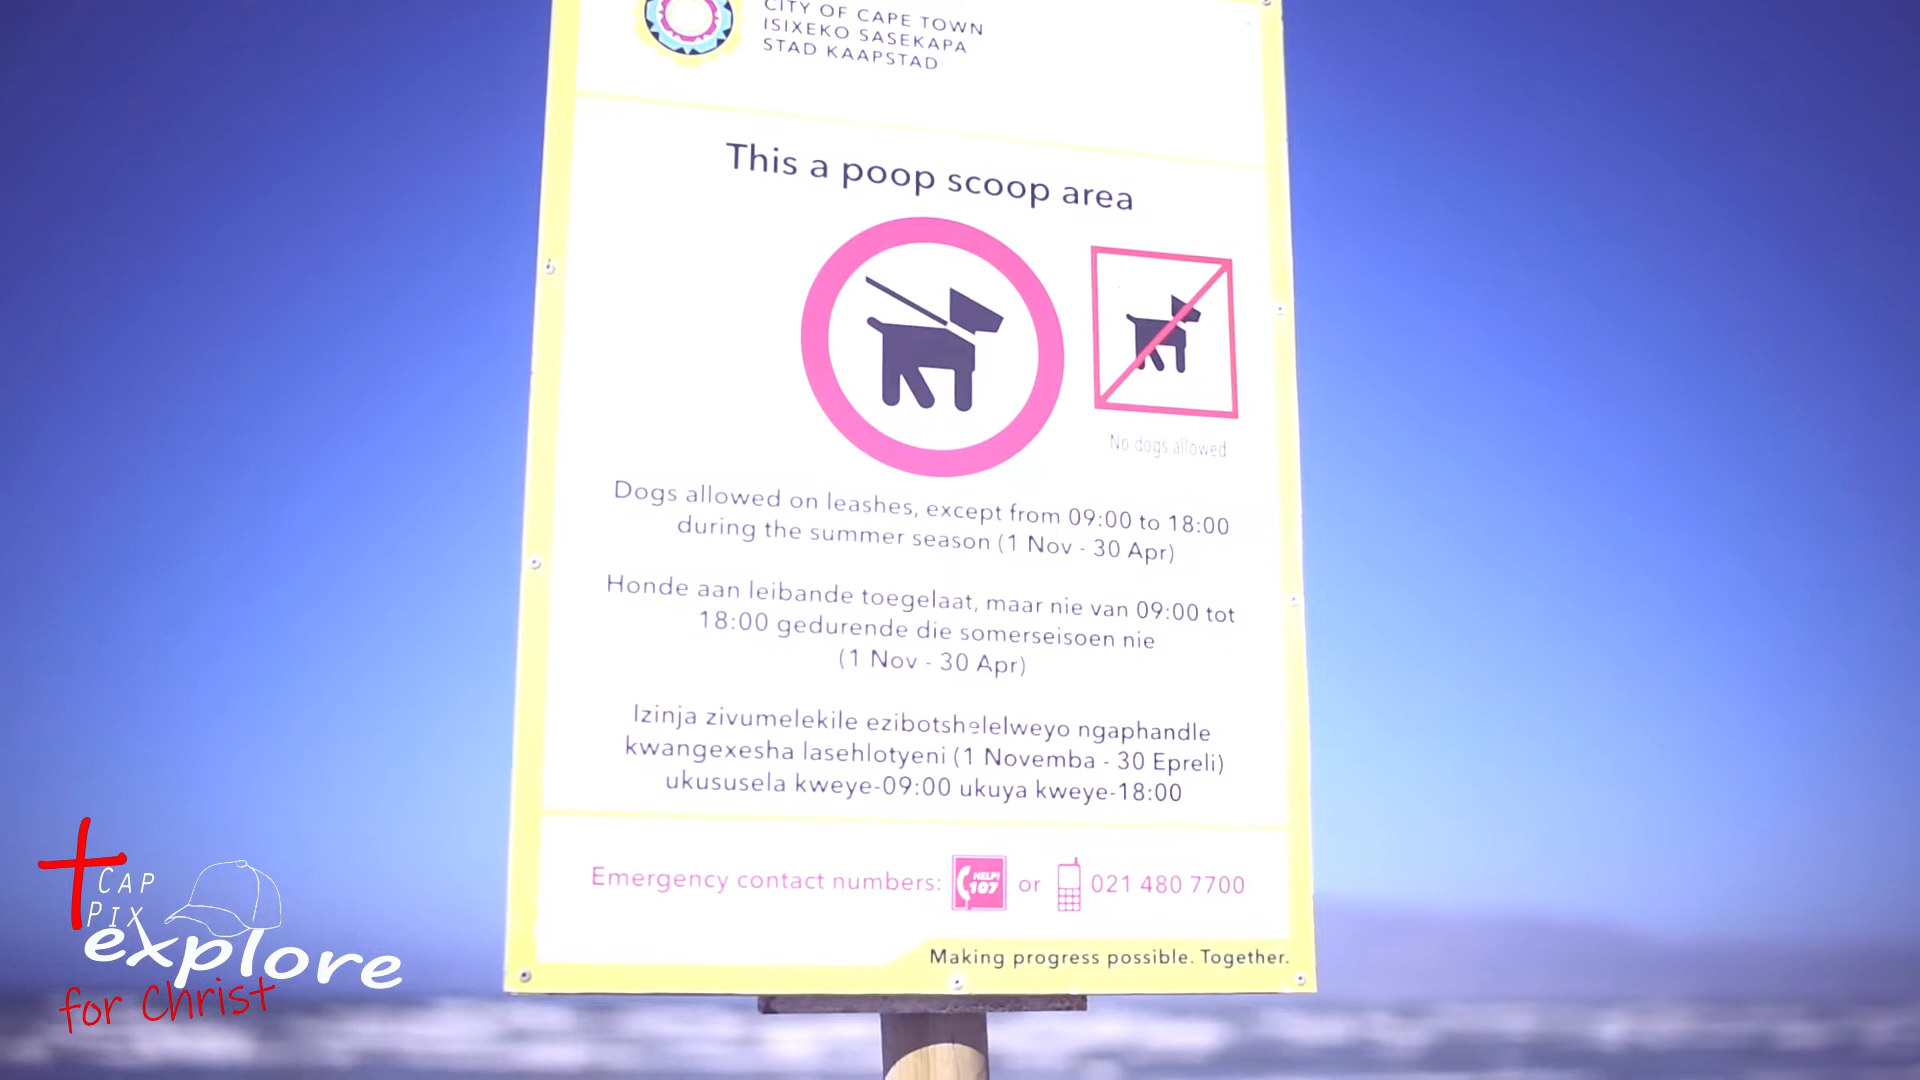 CITY OF CAPE TOWN
ISIXEKO SASEKAPA
STAD KAAPSTAD
This a poop scoop area
No dogs allowed
Dogs allowed on leashes, except from 09:00 to 18:00
during the summer season (1 Nov - 30 Apr)
Honde aan leibande toegelaat, maar nie van 09:00 tot
18:00 gedurende die somerseisoen nie
(1 Nov - 30 Apr)
Izinja zivumelekile ezibotshelelweyo ngaphandle
kwangexesha lasehlotyeni (1 Novemba - 30 Epreli)
ukususela kweye-09:00 ukuya kweye-18:00
Emergency contact numbers: HELP! 107 or 021 480 7700
Making progress possible. Together.
CAP
PIX
explore
for Christ